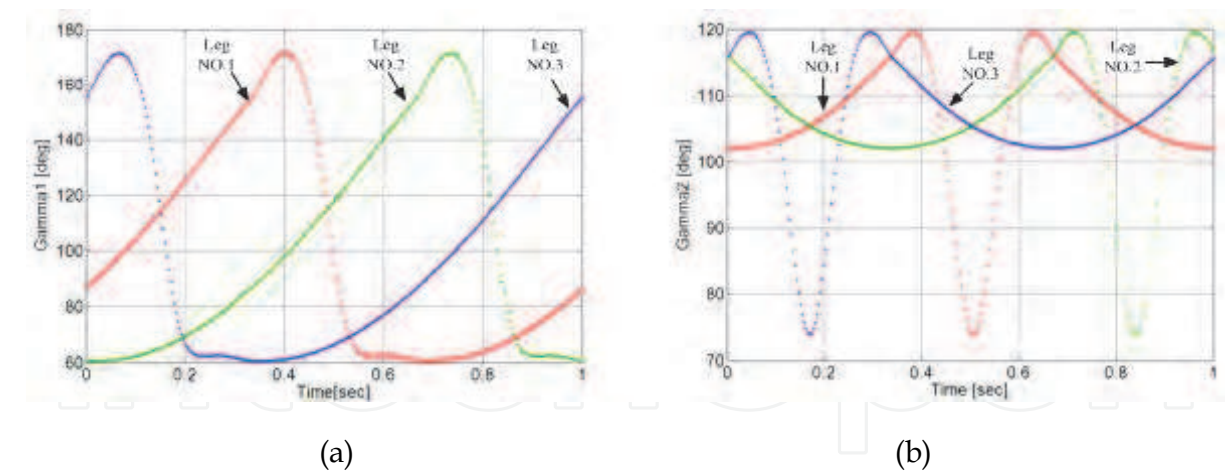 180
160
140
120
100
80
60
Gamma1 [deg]
Leg
NO.1
Leg
NO.2
Leg
NO.3
0
0.2
0.4
0.6
0.8
1
Time[sec]
(a)
120
110
100
90
80
70
Gamma2 [deg]
Leg
NO.1
Leg
NO.3
Leg
NO.2
0
0.2
0.4
0.6
0.8
1
Time [sec]
(b)